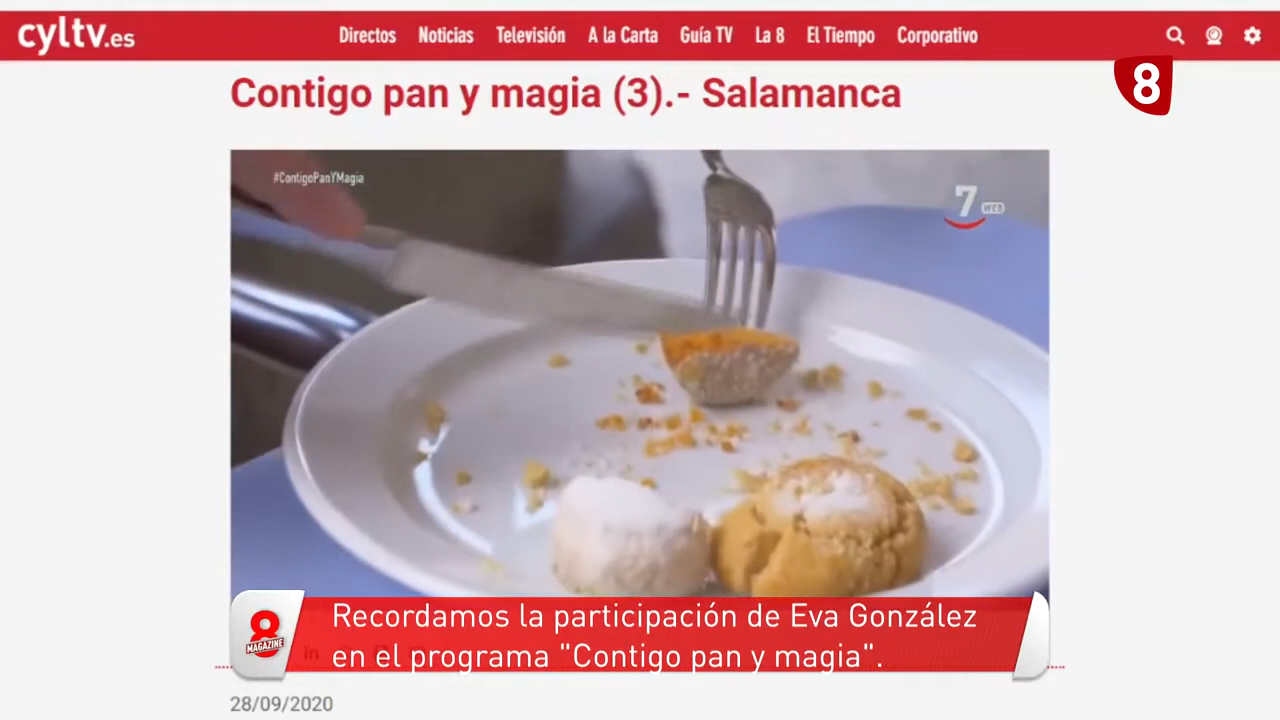 cyltv.es
Directos Noticias Televisión A la Carta Guía TV La 8 El Tiempo Corporativo
8
Contigo pan y magia (3).- Salamanca
#ContigoPanYMagia
7 WEB
Recordamos la participación de Eva González
en el programa "Contigo pan y magia".
8 MAGAZINE
28/09/2020